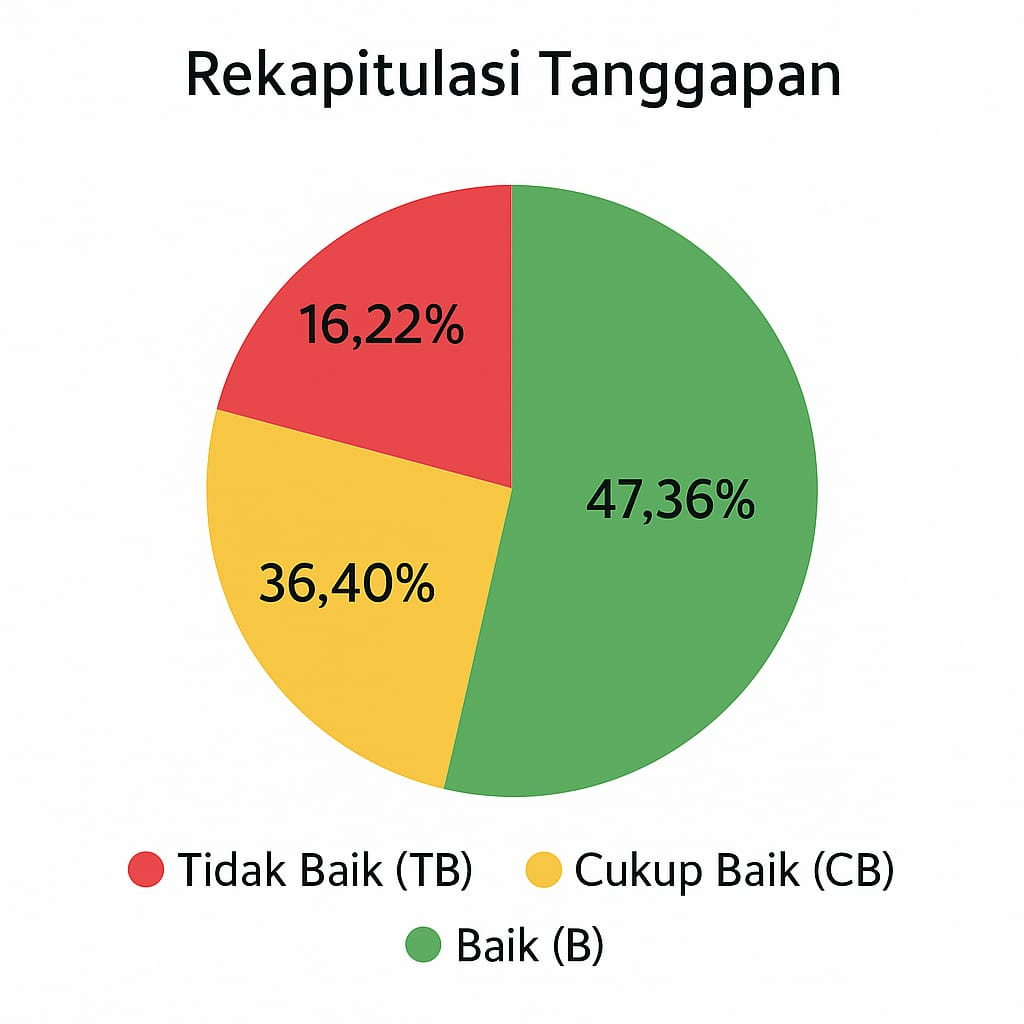 Rekapitulasi Tanggapan
16,22%
47,36%
36,40%
Tidak Baik (TB) Cukup Baik (CB)
Baik (B)